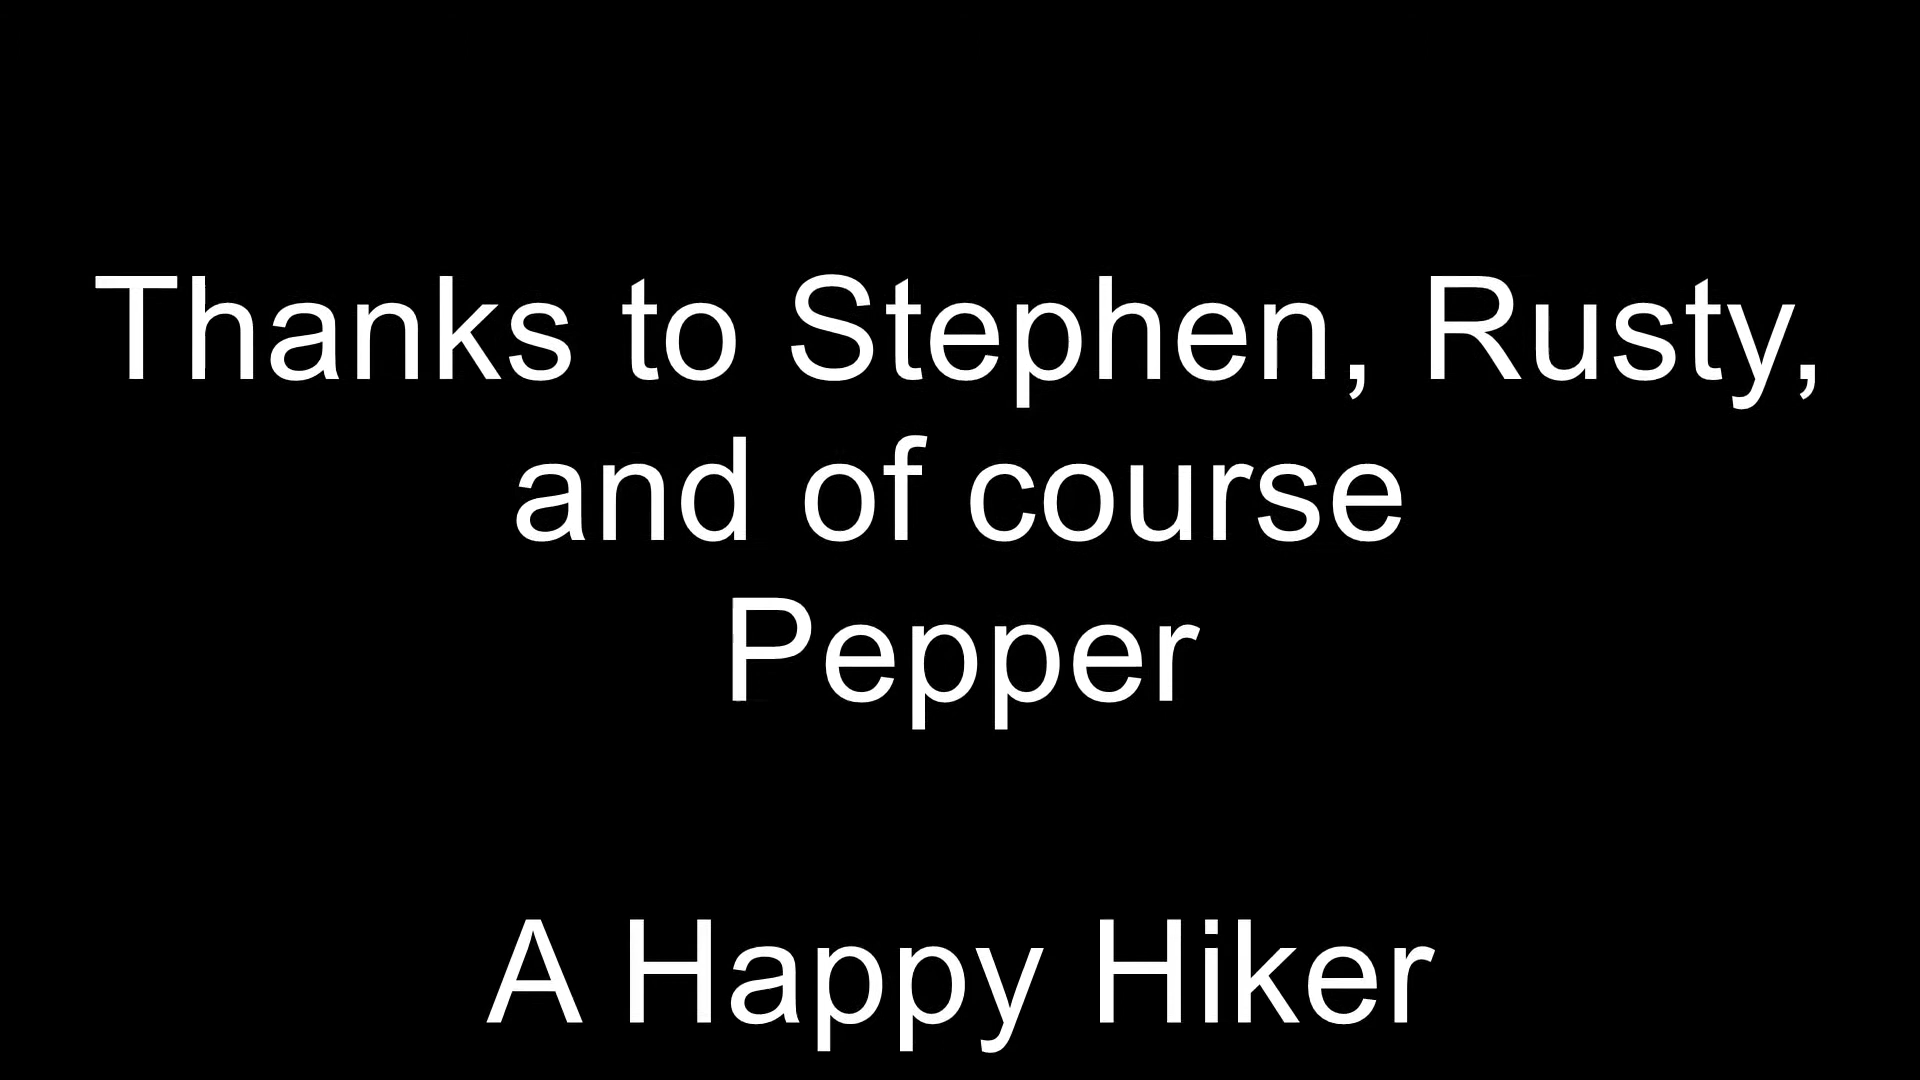 Thanks to Stephen, Rusty,
and of course
Pepper
A Happy Hiker